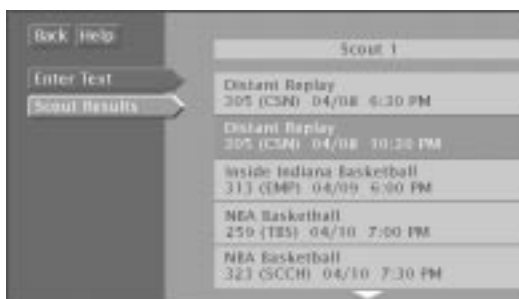 Back Help
Scout 1
Enter Text
Scout Results
Distant Replay
305 (CSN) 04/08 6:30 PM
Distant Replay
305 (CSN) 04/08 10:30 PM
Inside Indiana Basketball
313 (EMP) 04/09 6:00 PM
NBA Basketball
259 (TBS) 04/10 7:00 PM
NBA Basketball
323 (SCCH) 04/10 7:30 PM